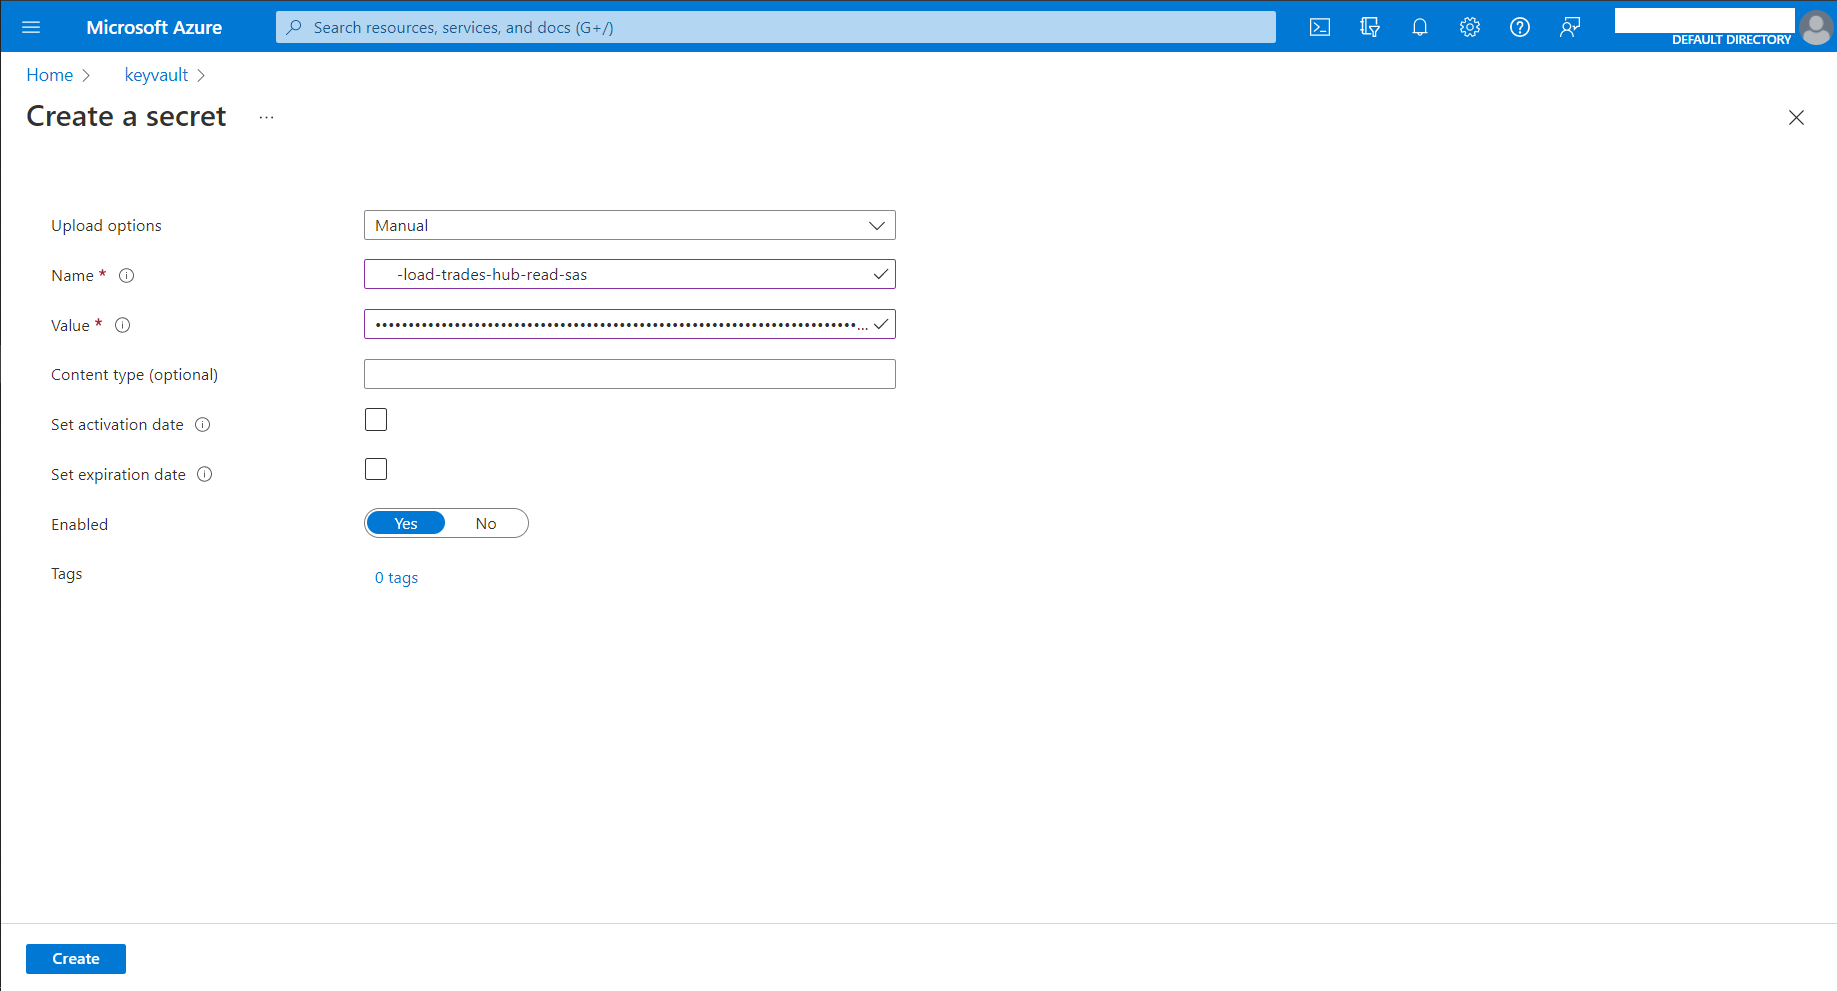 Microsoft Azure
Search resources, services, and docs (G+/)
DEFAULT DIRECTORY
Home
keyvault
Create a secret
Upload options
Manual
Name *
-load-trades-hub-read-sas
Value *
Content type (optional)
Set activation date
Set expiration date
Enabled
Yes
No
Tags
0 tags
Create